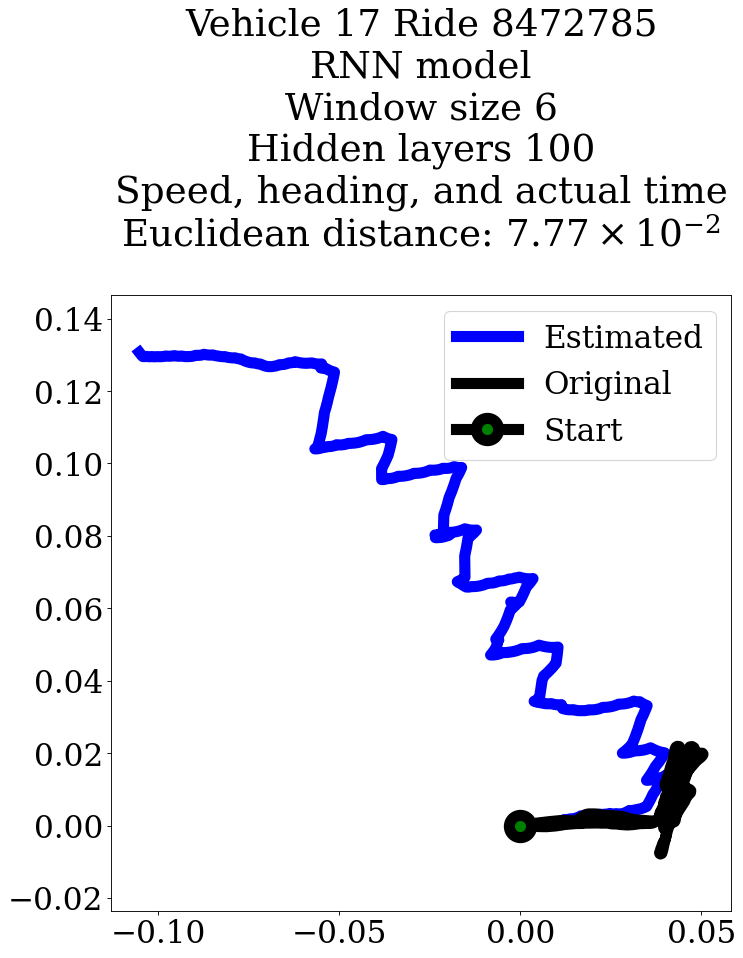 Vehicle 17 Ride 8472785
RNN model
Window size 6
Hidden layers 100
Speed, heading, and actual time
Euclidean distance: 7.77 × 10⁻²
0.14
0.12
0.10
0.08
0.06
0.04
0.02
0.00
−0.02
Estimated
Original
Start
−0.10
−0.05
0.00
0.05